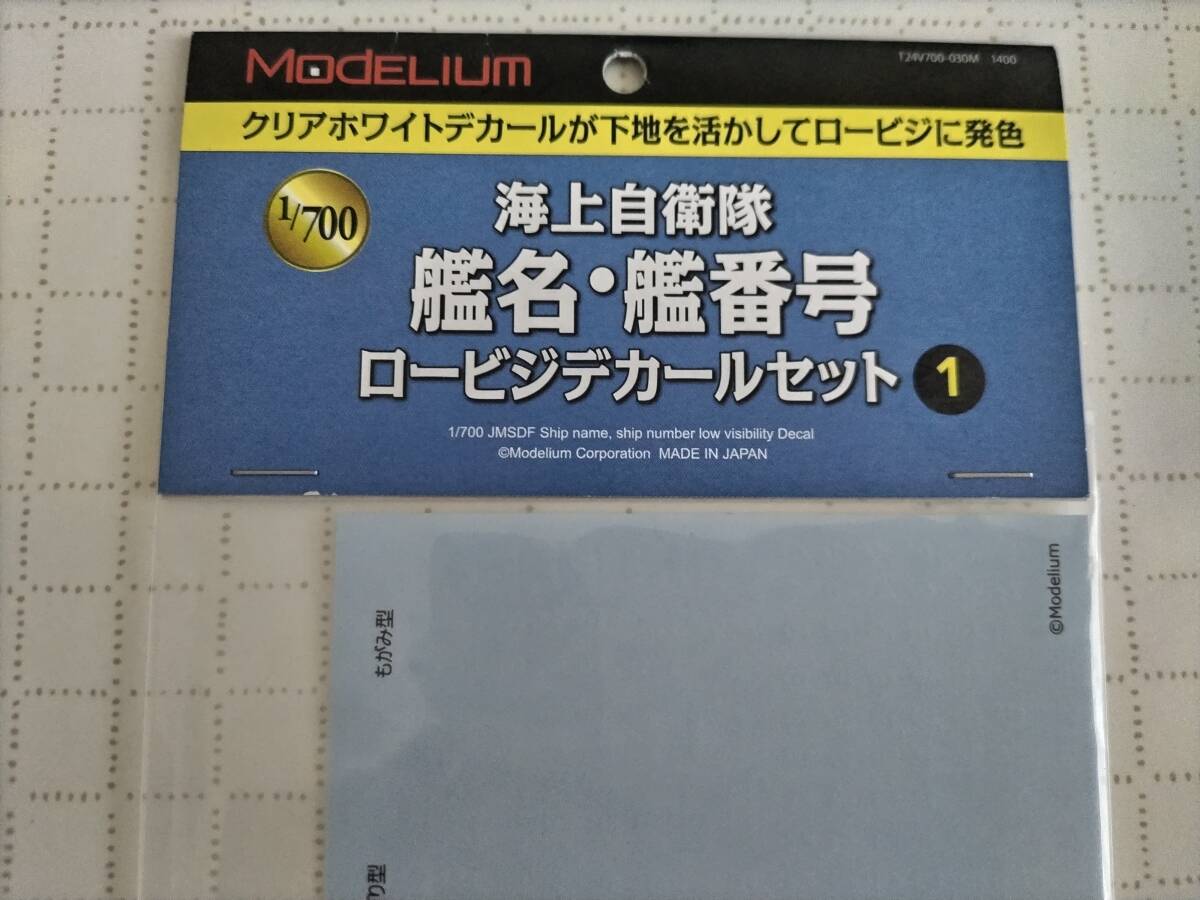 MODELIUM
T24V700-030M 1400
クリアホワイトデカールが下地を活かしてロービジに発色
1/700
海上自衛隊
艦名・艦番号
ロービジデカールセット 1
1/700 JMSDF Ship name, ship number low visibility Decal
©Modelium Corporation MADE IN JAPAN
©Modelium
もがみ型
り型